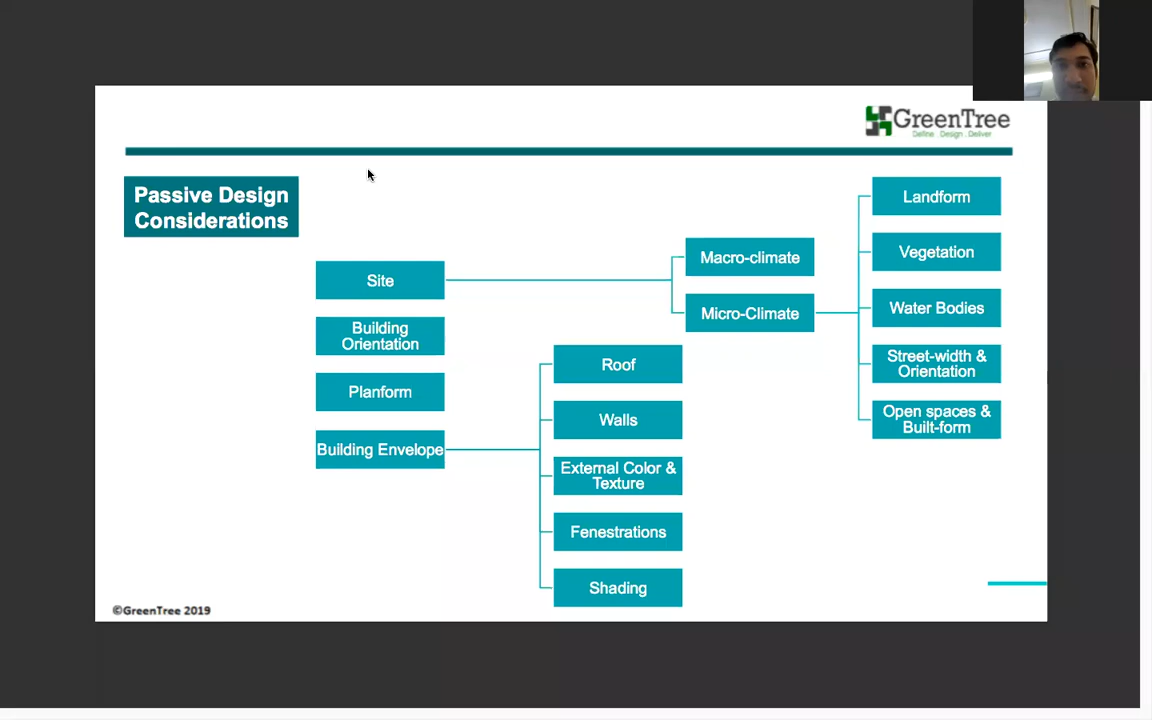 GreenTree
Define . Design . Deliver
Passive Design
Considerations
Site
Building
Orientation
Planform
Building Envelope
Roof
Walls
External Color &
Texture
Fenestrations
Shading
Macro-climate
Micro-Climate
Landform
Vegetation
Water Bodies
Street-width &
Orientation
Open spaces &
Built-form
©GreenTree 2019